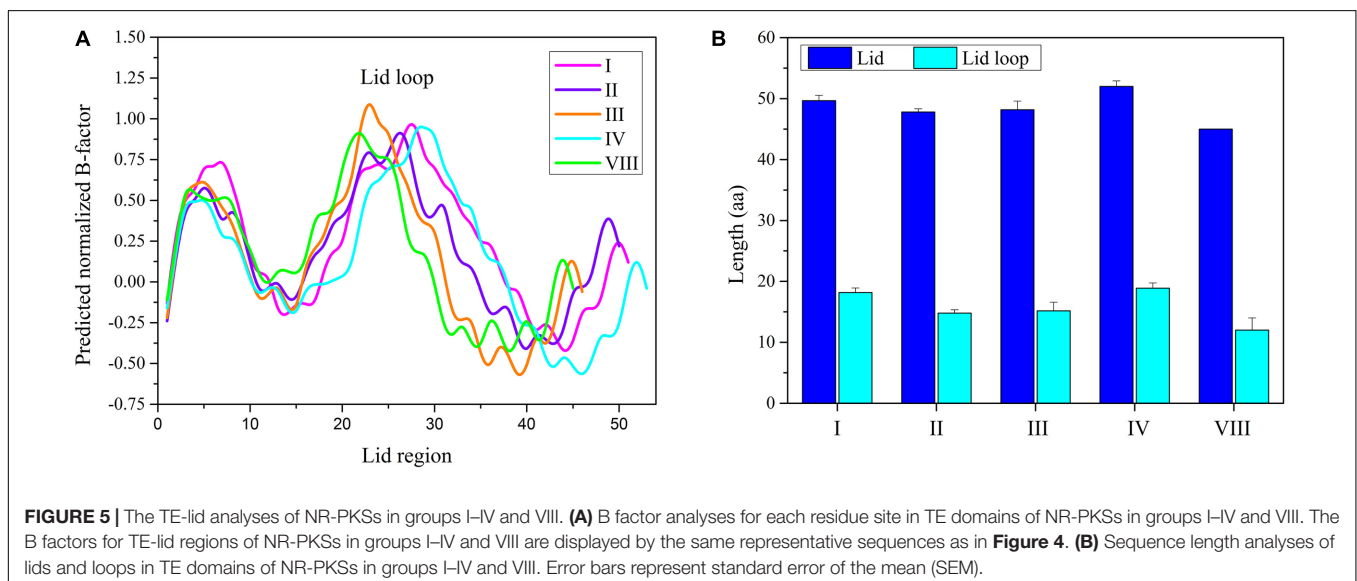 A
B
1.50
1.25
1.00
0.75
0.50
0.25
0.00
-0.25
-0.50
-0.75
Predicted normalized B-factor
Lid loop
I
II
III
IV
VIII
0 10 20 30 40 50
Lid region
60
50
40
30
20
10
0
Length (aa)
Lid Lid loop
I II III IV VIII
FIGURE 5 | The TE-lid analyses of NR-PKSs in groups I–IV and VIII. (A) B factor analyses for each residue site in TE domains of NR-PKSs in groups I–IV and VIII. The
B factors for TE-lid regions of NR-PKSs in groups I–IV and VIII are displayed by the same representative sequences as in Figure 4. (B) Sequence length analyses of
lids and loops in TE domains of NR-PKSs in groups I–IV and VIII. Error bars represent standard error of the mean (SEM).